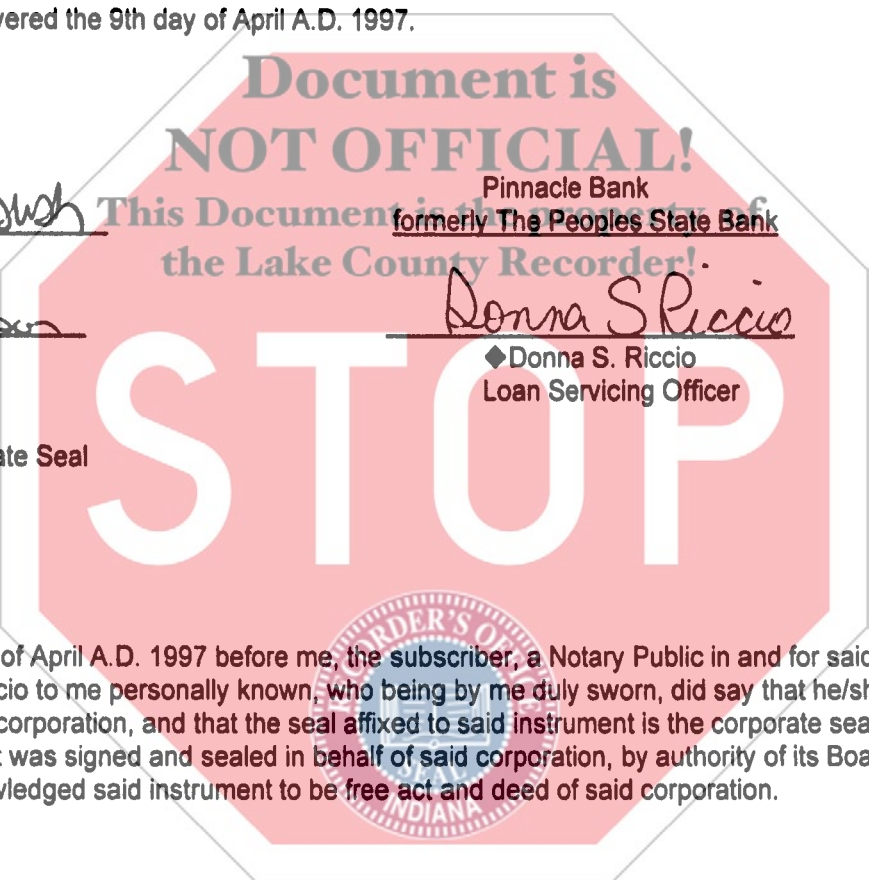 vered the 9th day of April A.D. 1997.
Document is
NOT OFFICIAL!
This Document is the property of
the Lake County Recorder!
Pinnacle Bank
formerly The Peoples State Bank
Donna S Riccio
◆Donna S. Riccio
Loan Servicing Officer
STOP
ate Seal
of April A.D. 1997 before me, the subscriber, a Notary Public in and for said
cio to me personally known, who being by me duly sworn, did say that he/sh
corporation, and that the seal affixed to said instrument is the corporate sea
t was signed and sealed in behalf of said corporation, by authority of its Boa
wledged said instrument to be free act and deed of said corporation.
RECORDER'S OFFICE
SEAL
INDIANA